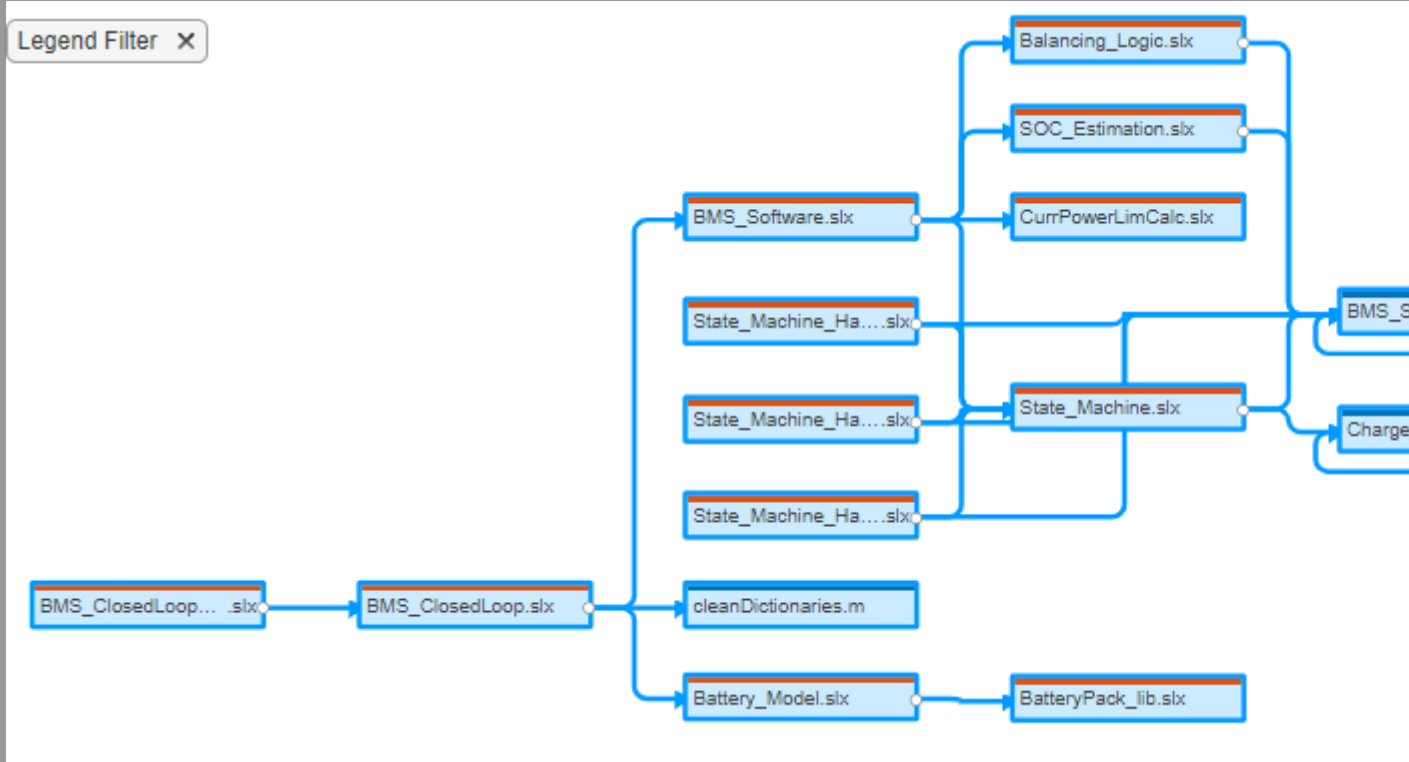 Legend Filter ×
Balancing_Logic.slx
SOC_Estimation.slx
BMS_Software.slx
CurrPowerLimCalc.slx
State_Machine_Ha....slx
BMS_S
State_Machine_Ha....slx
State_Machine.slx
Charge
State_Machine_Ha....slx
BMS_ClosedLoop... .slx
BMS_ClosedLoop.slx
cleanDictionaries.m
Battery_Model.slx
BatteryPack_lib.slx